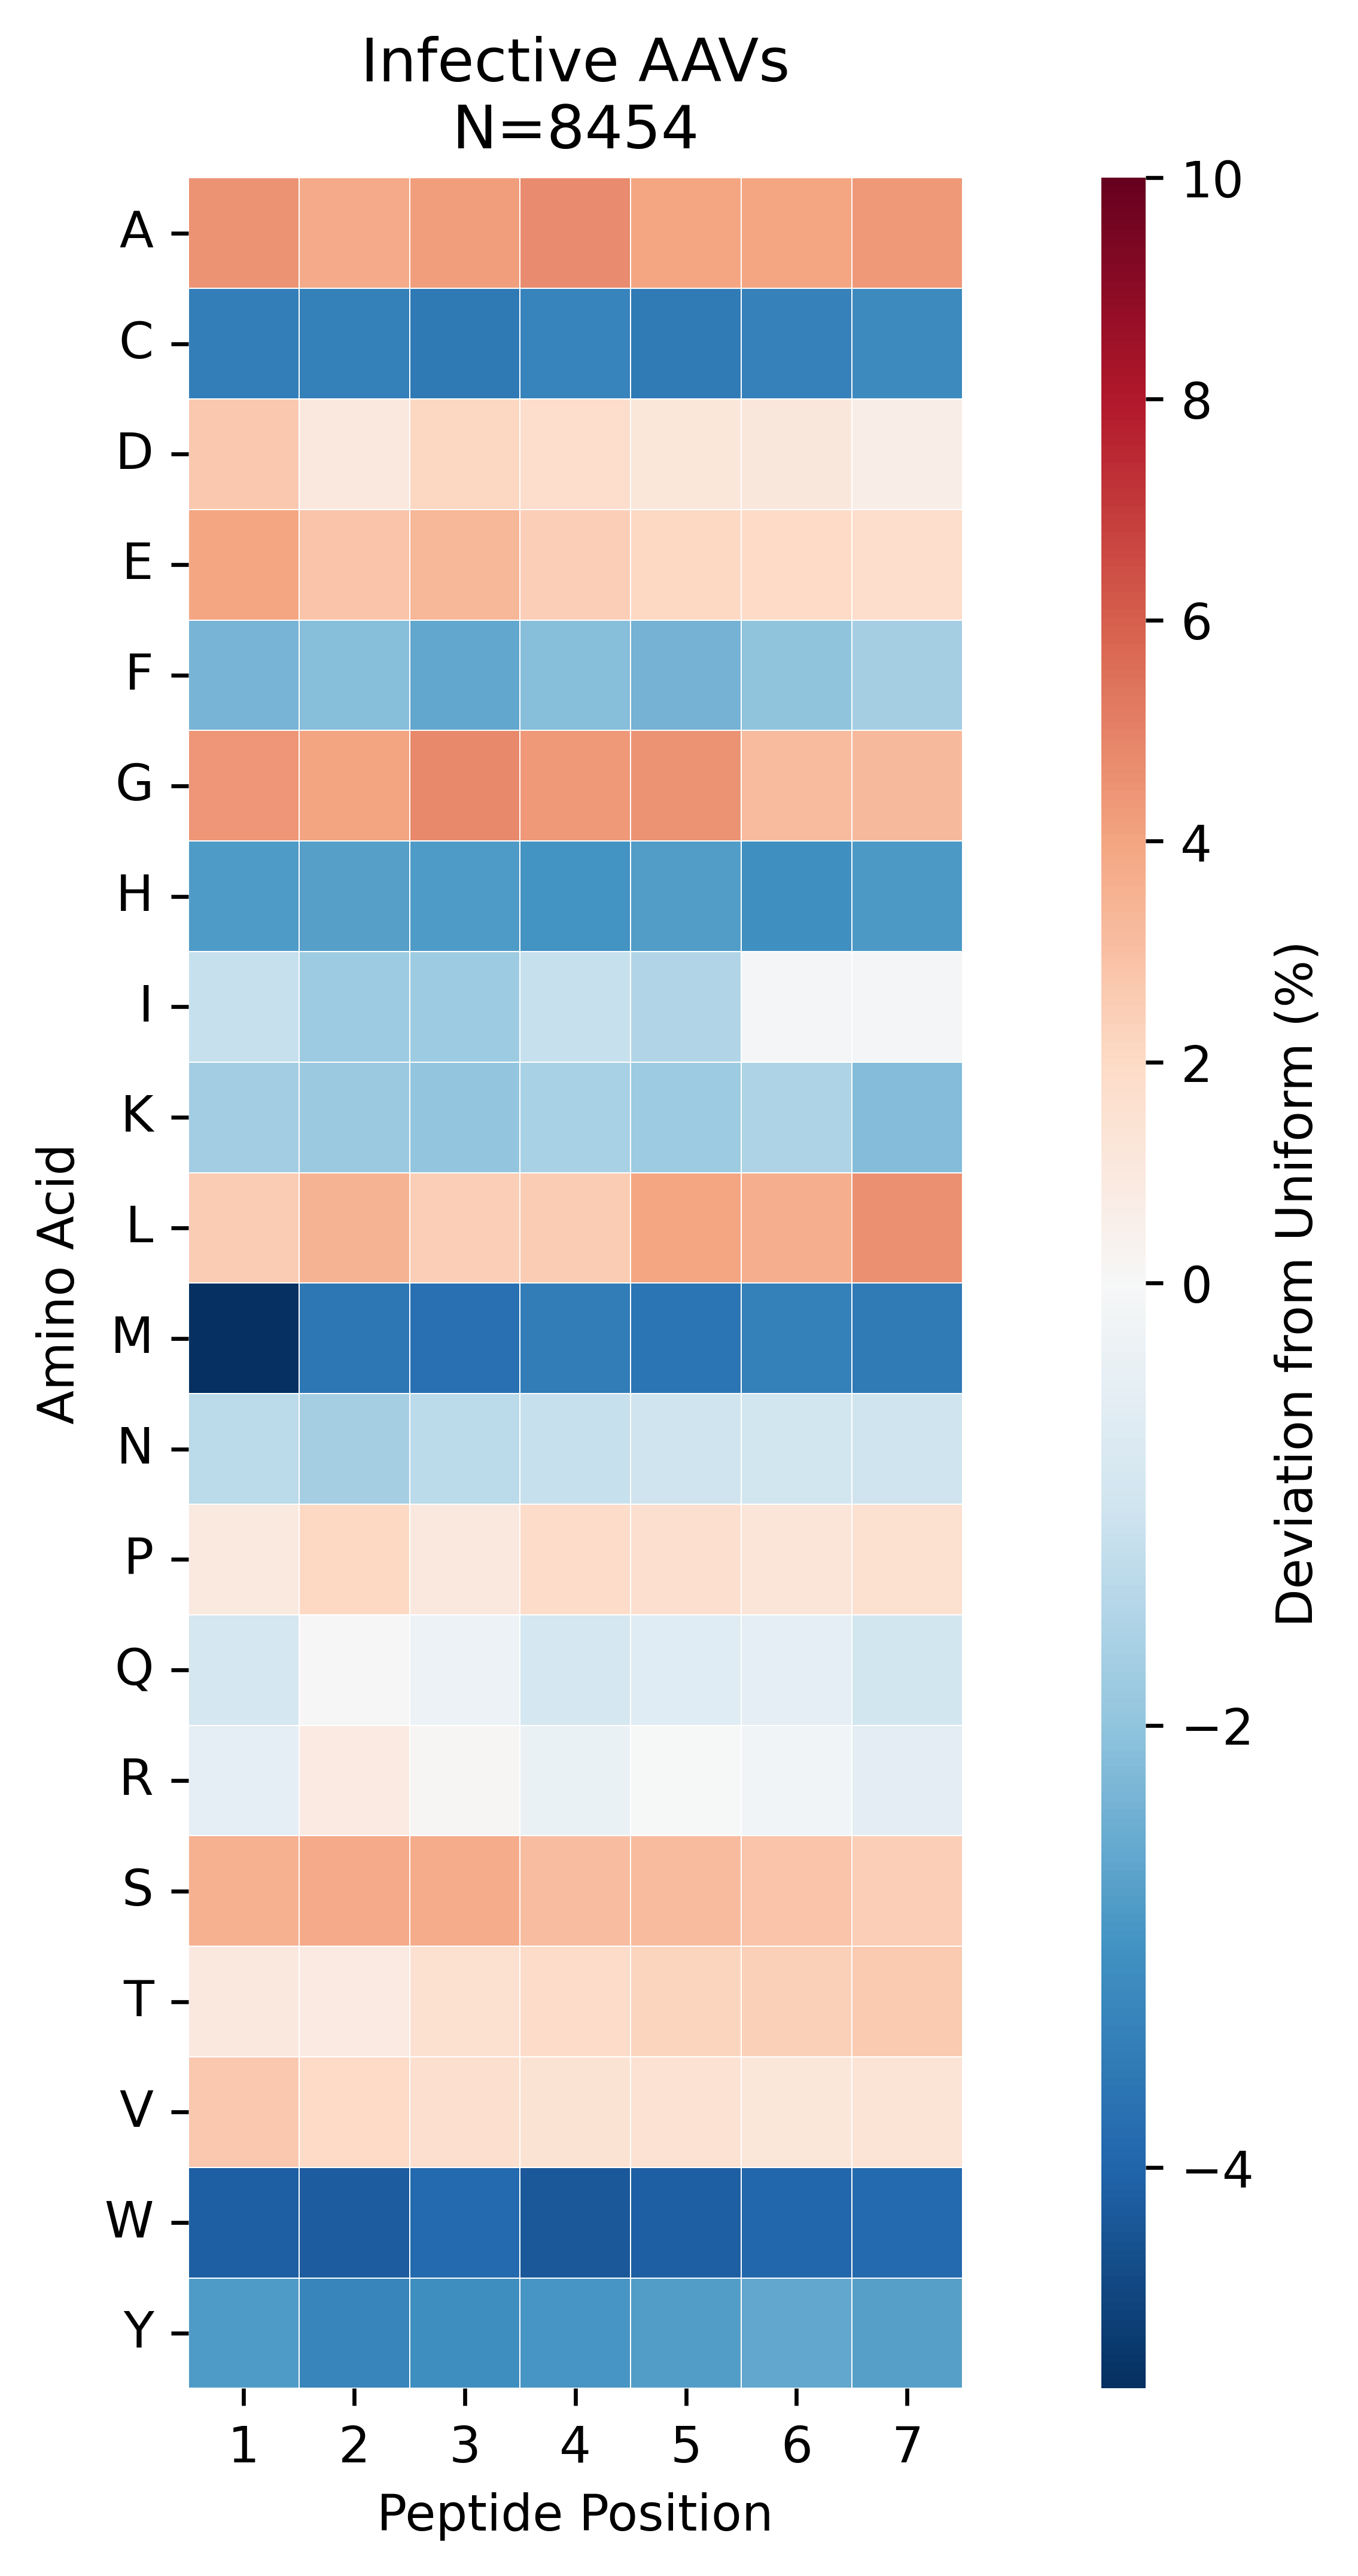 Infective AAVs
N=8454
A
C
D
E
F
G
H
I
K
L
M
N
P
Q
R
S
T
V
W
Y
Amino Acid
1 2 3 4 5 6 7
Peptide Position
10
8
6
4
2
0
−2
−4
Deviation from Uniform (%)